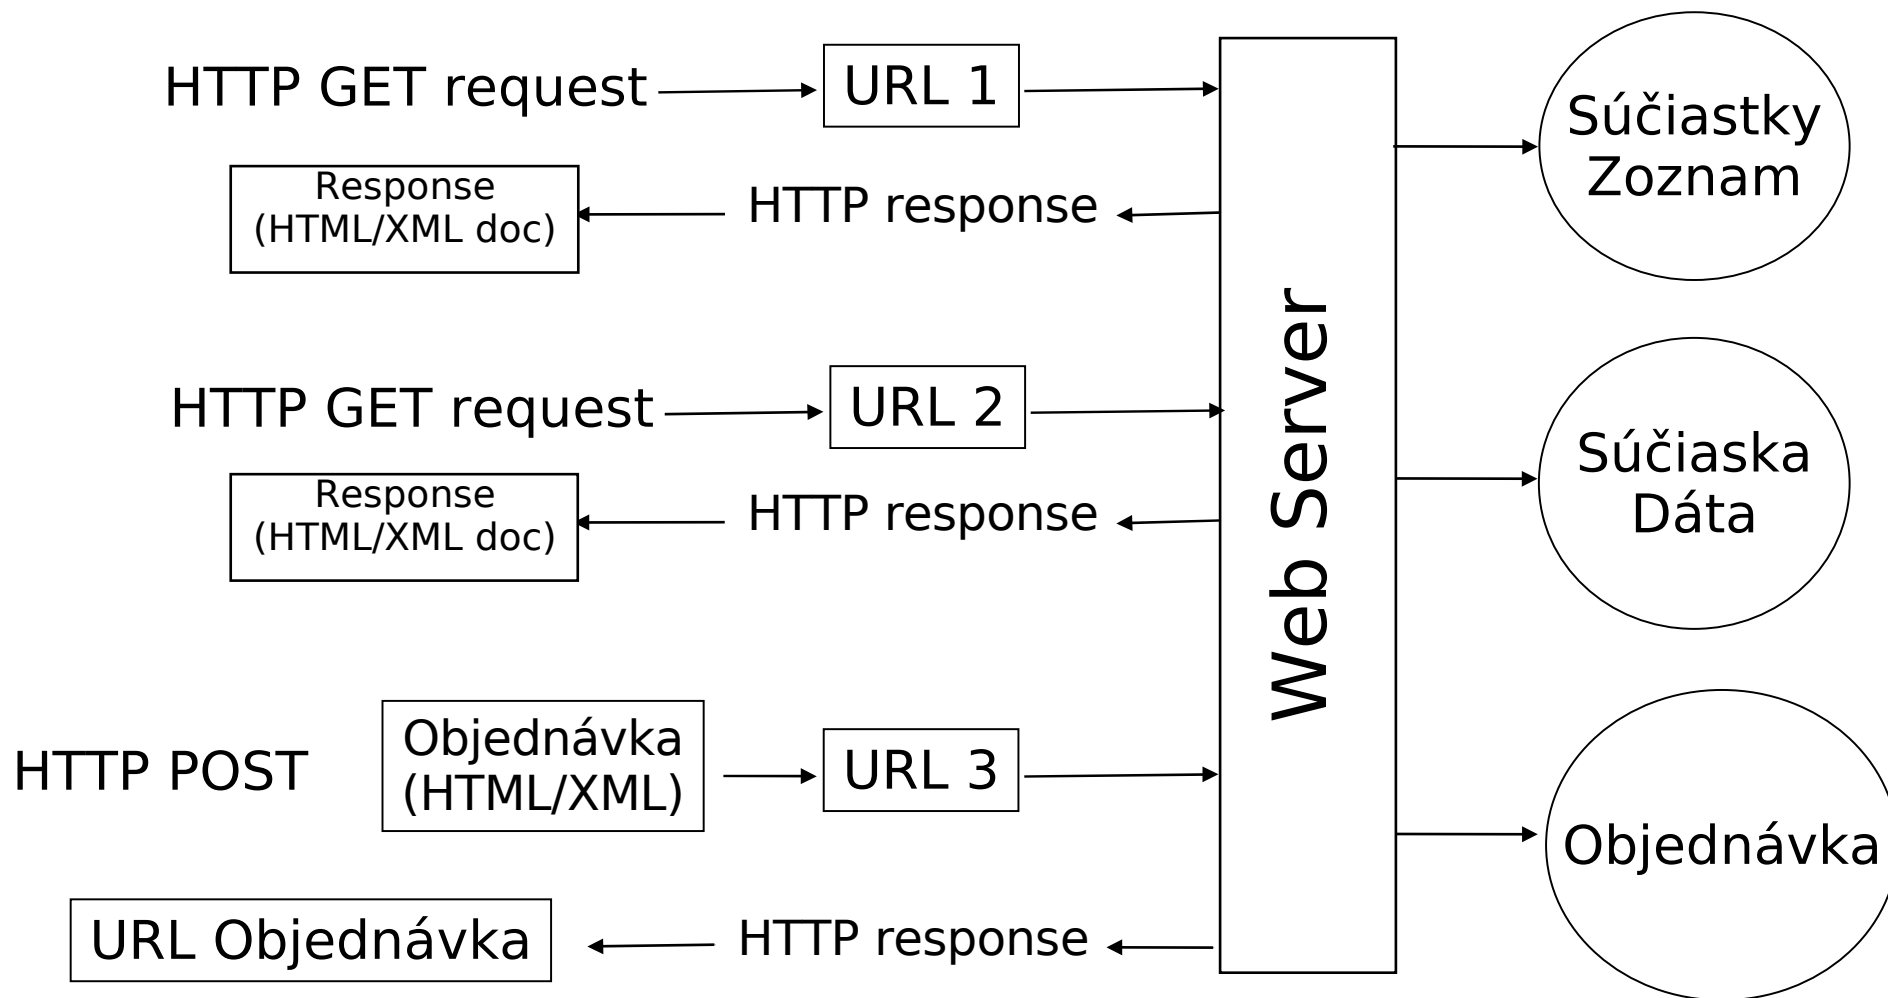 HTTP GET request
URL 1
Response
(HTML/XML doc)
HTTP response
HTTP GET request
URL 2
Response
(HTML/XML doc)
HTTP response
HTTP POST
Objednávka
(HTML/XML)
URL 3
URL Objednávka
HTTP response
Web Server
Súčiastky
Zoznam
Súčiaska
Dáta
Objednávka